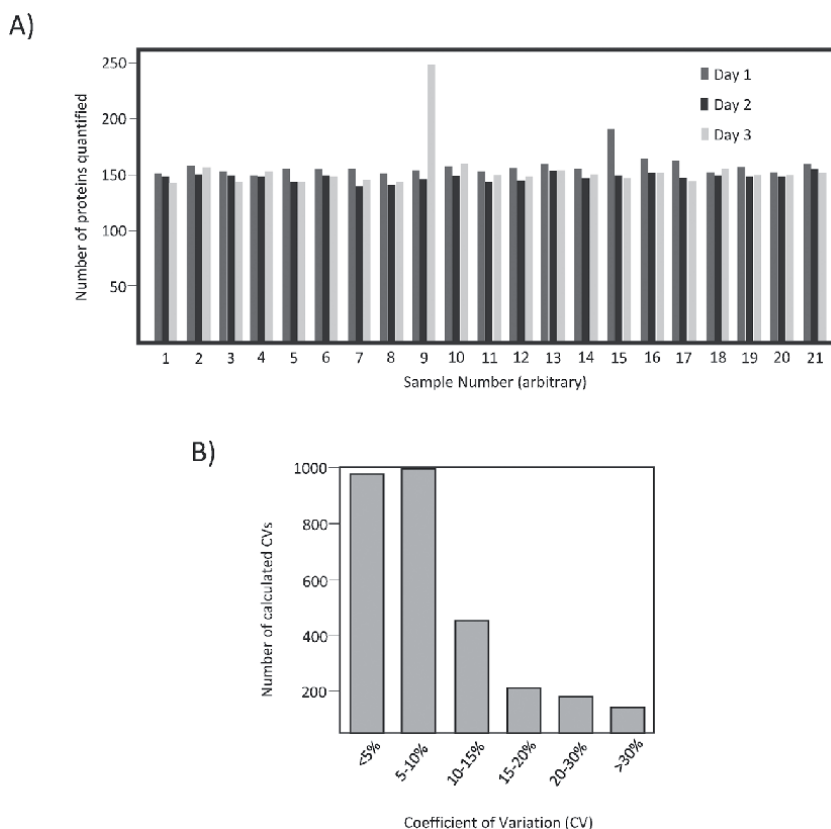 A)
Number of proteins quantified
250
200
150
100
50
Day 1
Day 2
Day 3
1 2 3 4 5 6 7 8 9 10 11 12 13 14 15 16 17 18 19 20 21
Sample Number (arbitrary)
B)
Number of calculated CVs
1000
800
600
400
200
<5% 5-10% 10-15% 15-20% 20-30% >30%
Coefficient of Variation (CV)